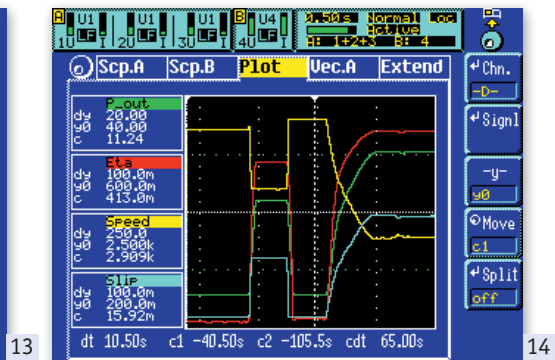 A U1 U1 U1 B U4 0.50s Normal Log
LF LF LF LF Active
1U I 2U I 3U I 4U I A: 1+2+3 B: 4
Scp.A Scp.B Plot Vec.A Extend
Chn.
-D-
Signl
-y-
y0
Move
c1
Split
off
P_out
dy 20.00
y0 40.00
c 11.24
Eta
dy 100.0m
y0 600.0m
c 413.0m
Speed
dy 250.0
y0 2.500k
c 2.909k
Slip
dy 100.0m
y0 200.0m
c 15.92m
dt 10.50s c1 -40.50s c2 -105.5s cdt 65.00s
13
14